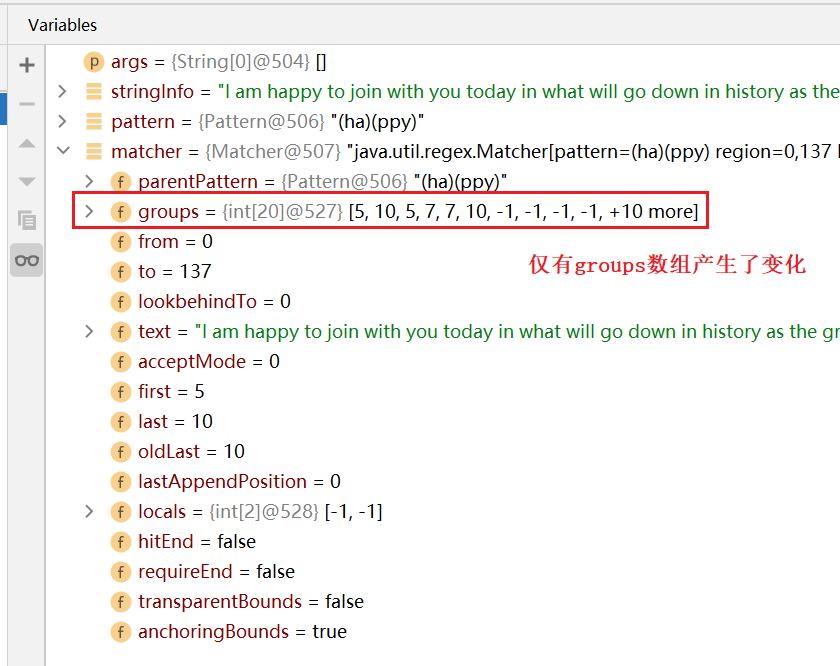 Variables
args = {String[0]@504} []
stringInfo = "I am happy to join with you today in what will go down in history as the
pattern = {Pattern@506} "(ha)(ppy)"
matcher = {Matcher@507} "java.util.regex.Matcher[pattern=(ha)(ppy) region=0,137
parentPattern = {Pattern@506} "(ha)(ppy)"
groups = {int[20]@527} [5, 10, 5, 7, 7, 10, -1, -1, -1, -1, +10 more]
from = 0
to = 137
仅有groups数组产生了变化
lookbehindTo = 0
text = "I am happy to join with you today in what will go down in history as the gr
acceptMode = 0
first = 5
last = 10
oldLast = 10
lastAppendPosition = 0
locals = {int[2]@528} [-1, -1]
hitEnd = false
requireEnd = false
transparentBounds = false
anchoringBounds = true